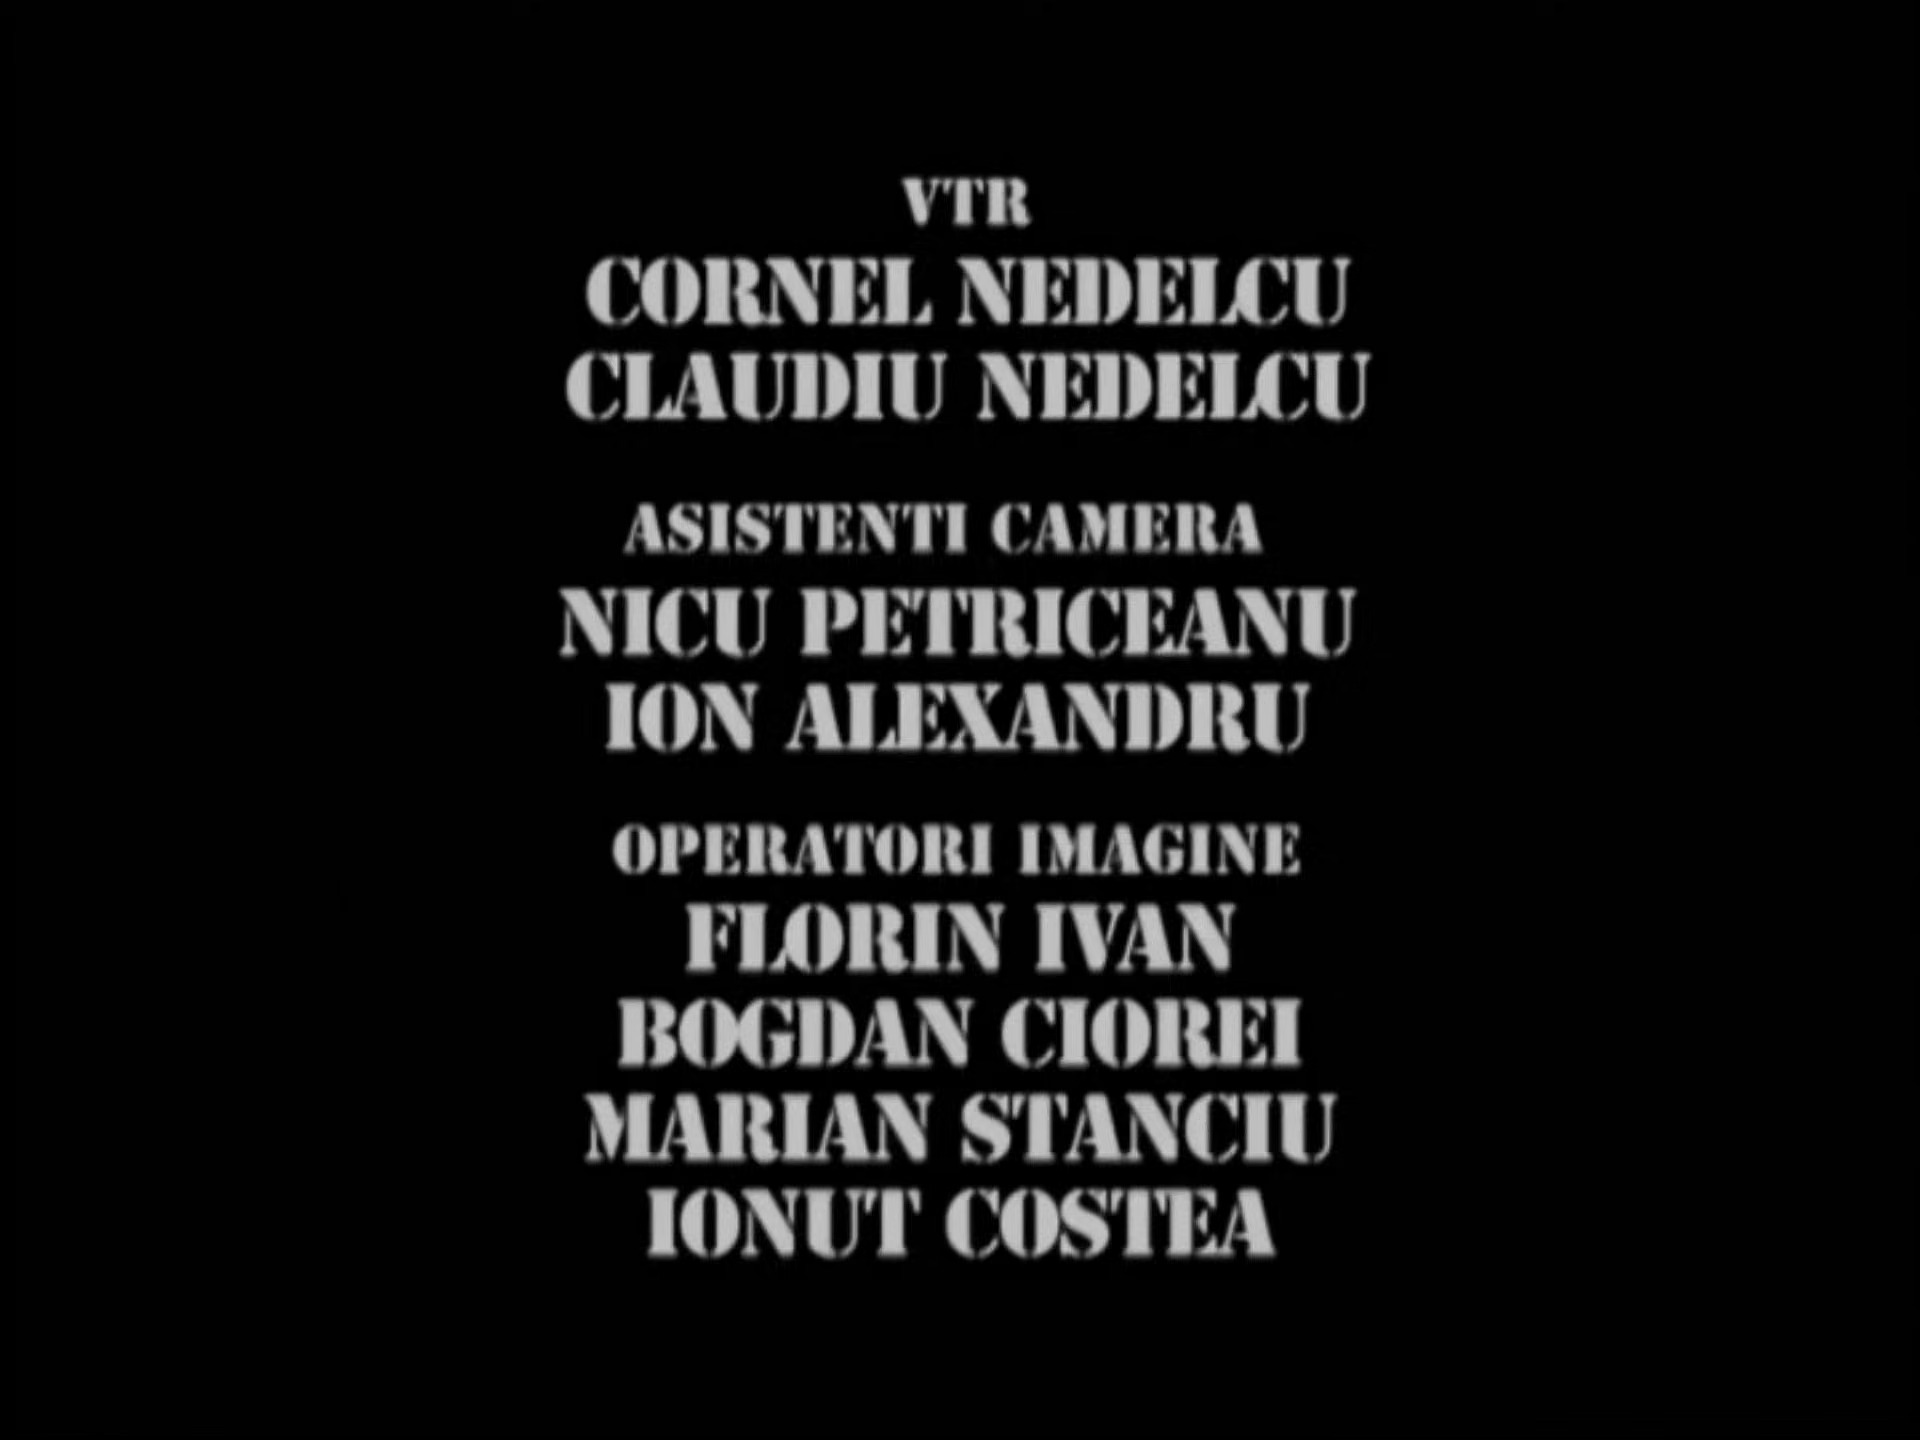 VTR
CORNEL NEDELCU
CLAUDIU NEDELCU
ASISTENTI CAMERA
NICU PETRICEANU
ION ALEXANDRU
OPERATORI IMAGINE
FLORIN IVAN
BOGDAN CIOREI
MARIAN STANCIU
IONUT COSTEA